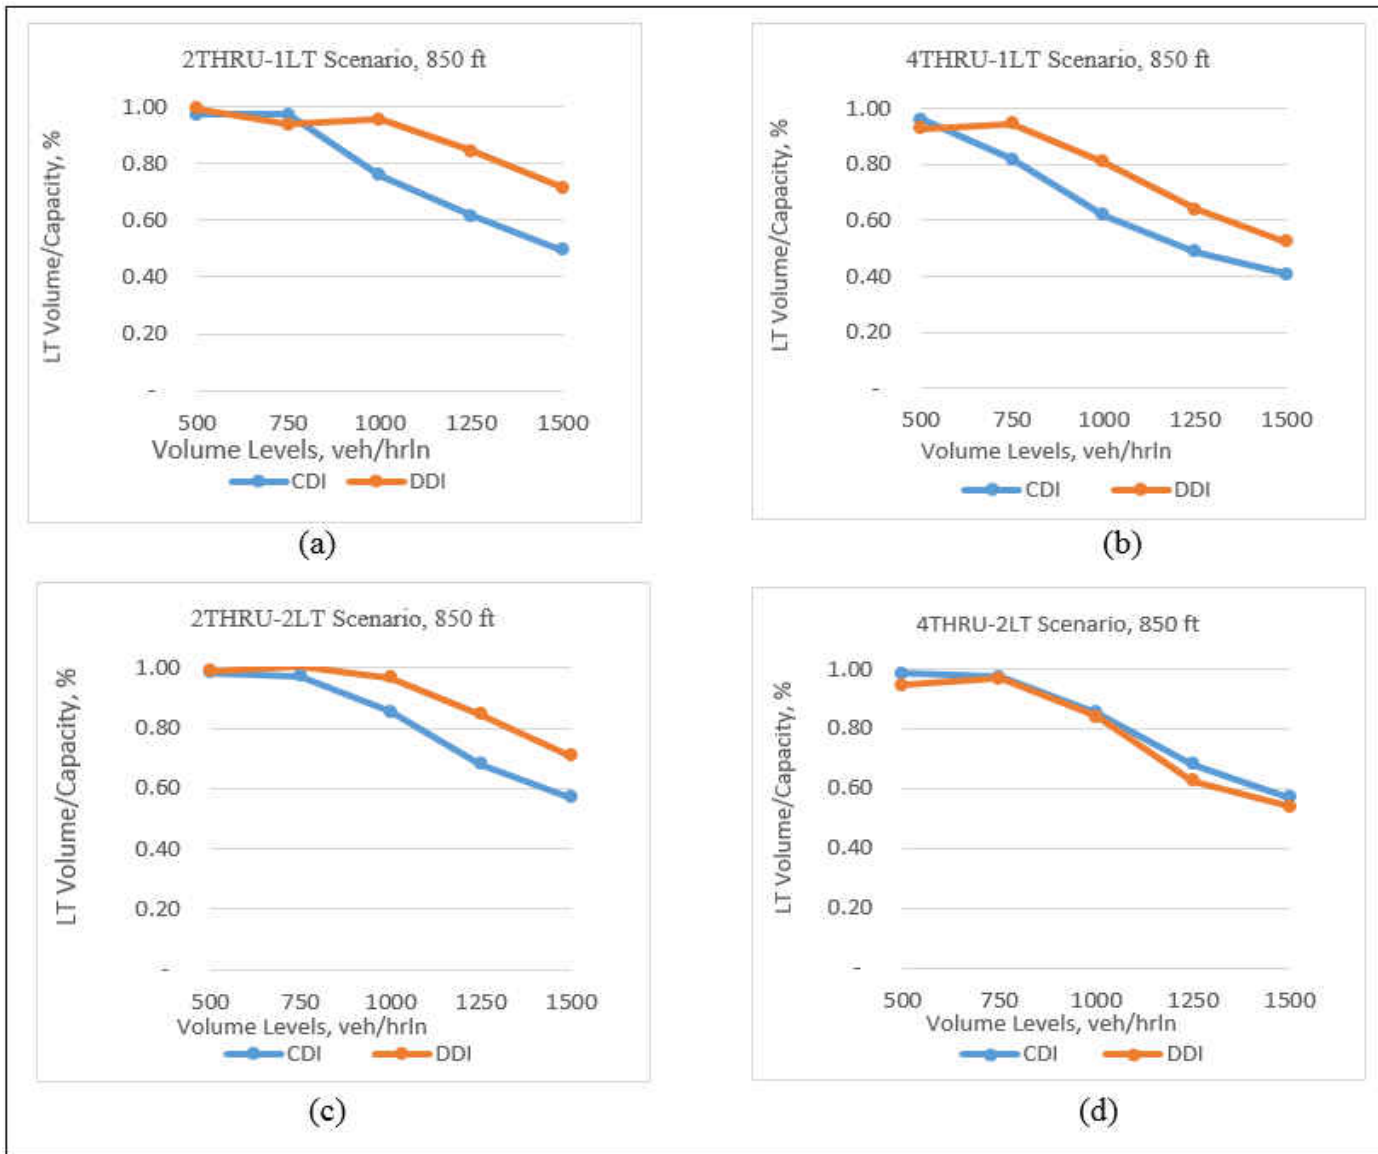 2THRU-1LT Scenario, 850 ft
LT Volume/Capacity, %
1.00
0.80
0.60
0.40
0.20
-
500 750 1000 1250 1500
Volume Levels, veh/hrln
CDI DDI
(a)
4THRU-1LT Scenario, 850 ft
LT Volume/Capacity, %
1.00
0.80
0.60
0.40
0.20
-
500 750 1000 1250 1500
Volume Levels, veh/hrln
CDI DDI
(b)
2THRU-2LT Scenario, 850 ft
LT Volume/Capacity, %
1.00
0.80
0.60
0.40
0.20
-
500 750 1000 1250 1500
Volume Levels, veh/hrln
CDI DDI
(c)
4THRU-2LT Scenario, 850 ft
LT Volume/Capacity, %
1.00
0.80
0.60
0.40
0.20
-
500 750 1000 1250 1500
Volume Levels, veh/hrln
CDI DDI
(d)